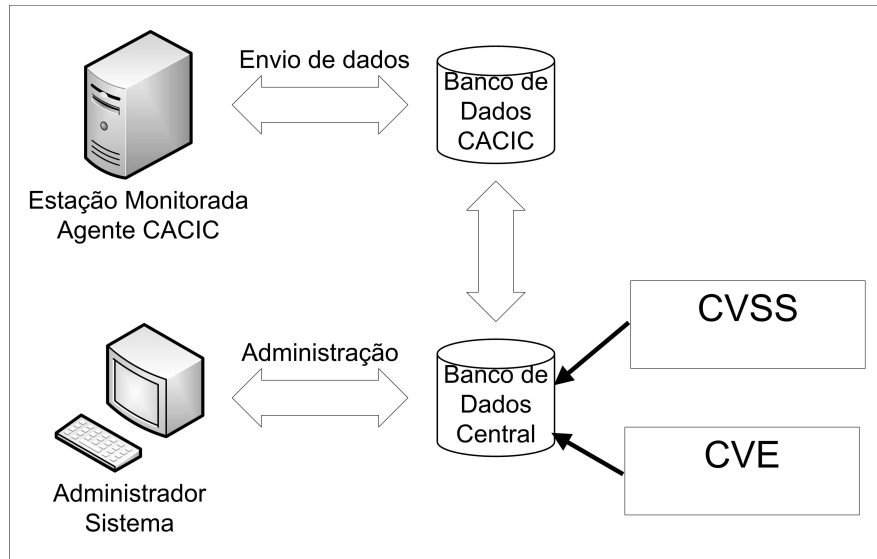 Envio de dados
Banco de
Dados
CACIC
Estação Monitorada
Agente CACIC
CVSS
Administração
Banco de
Dados
Central
CVE
Administrador
Sistema